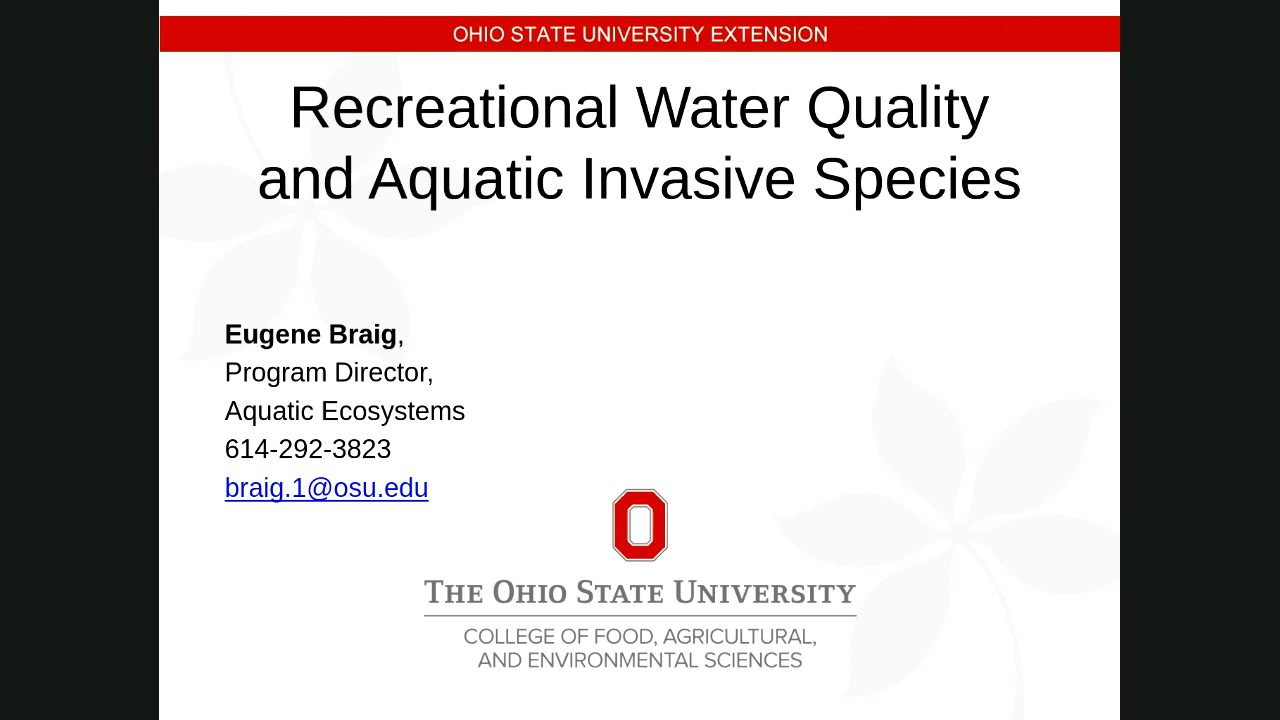 OHIO STATE UNIVERSITY EXTENSION
Recreational Water Quality
and Aquatic Invasive Species
Eugene Braig,
Program Director,
Aquatic Ecosystems
614-292-3823
braig.1@osu.edu
THE OHIO STATE UNIVERSITY
COLLEGE OF FOOD, AGRICULTURAL,
AND ENVIRONMENTAL SCIENCES